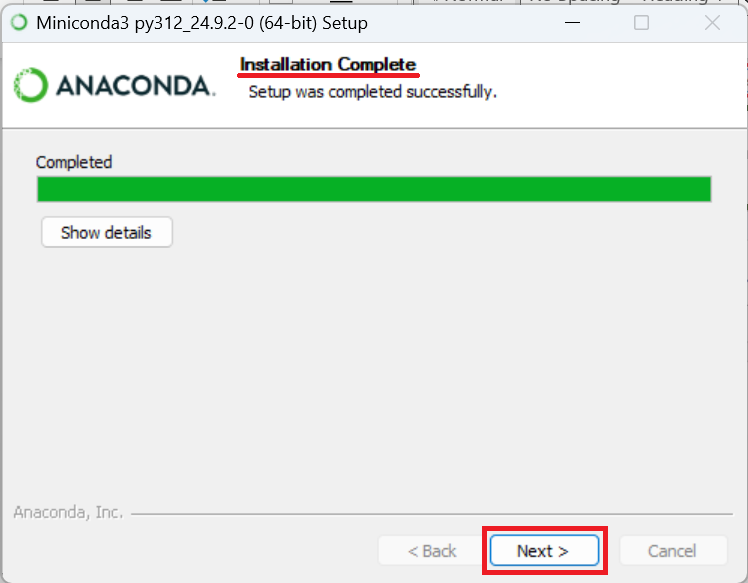 Miniconda3 py312_24.9.2-0 (64-bit) Setup
ANACONDA.
Installation Complete
Setup was completed successfully.
Completed
Show details
Anaconda, Inc.
< Back
Next >
Cancel